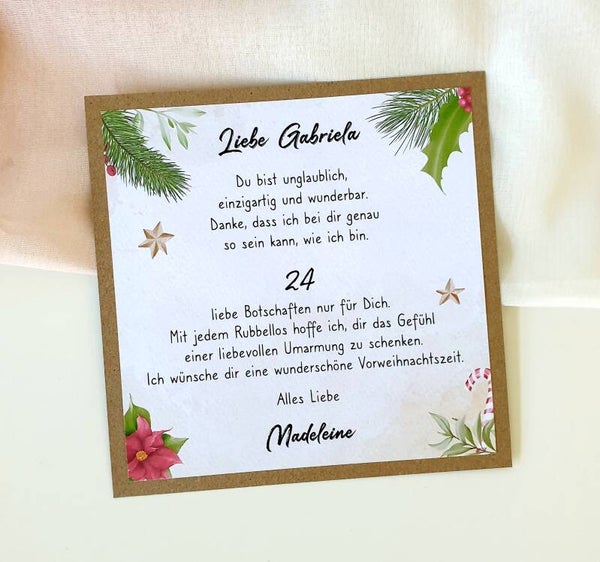 Liebe Gabriela
Du bist unglaublich,
einzigartig und wunderbar.
Danke, dass ich bei dir genau
so sein kann, wie ich bin.
24
liebe Botschaften nur für Dich.
Mit jedem Rubbellos hoffe ich, dir das Gefühl
einer liebevollen Umarmung zu schenken.
Ich wünsche dir eine wunderschöne Vorweihnachtszeit.
Alles Liebe
Madeleine